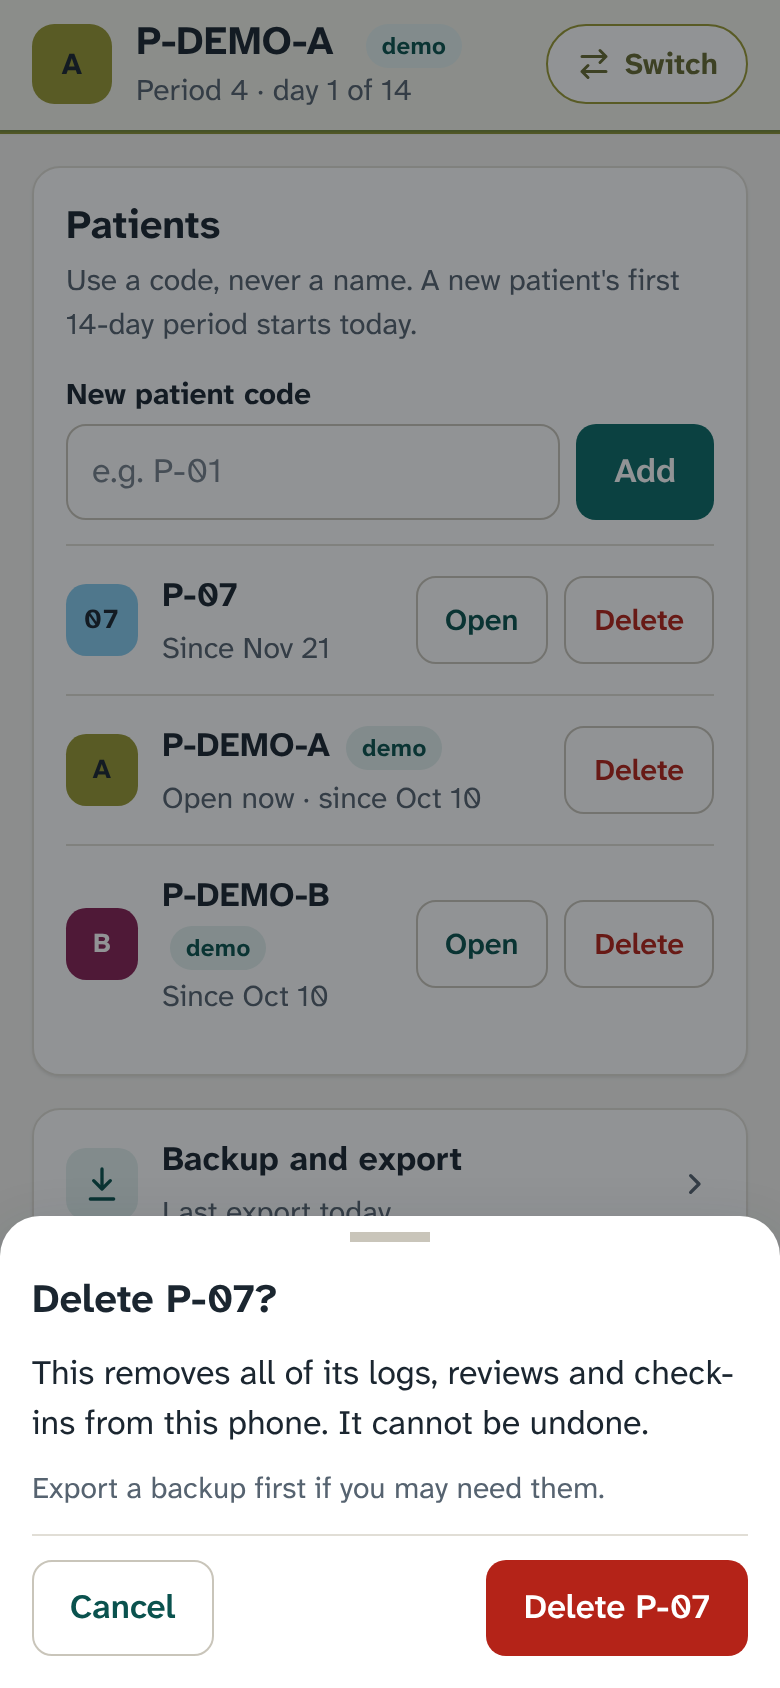 A
P-DEMO-A demo
Period 4 · day 1 of 14
Switch
Patients
Use a code, never a name. A new patient's first
14-day period starts today.
New patient code
e.g. P-01
Add
07
P-07
Since Nov 21
Open
Delete
A
P-DEMO-A demo
Open now · since Oct 10
Delete
B
P-DEMO-B
demo
Since Oct 10
Open
Delete
Backup and export
Last export today
Delete P-07?
This removes all of its logs, reviews and check-
ins from this phone. It cannot be undone.
Export a backup first if you may need them.
Cancel
Delete P-07